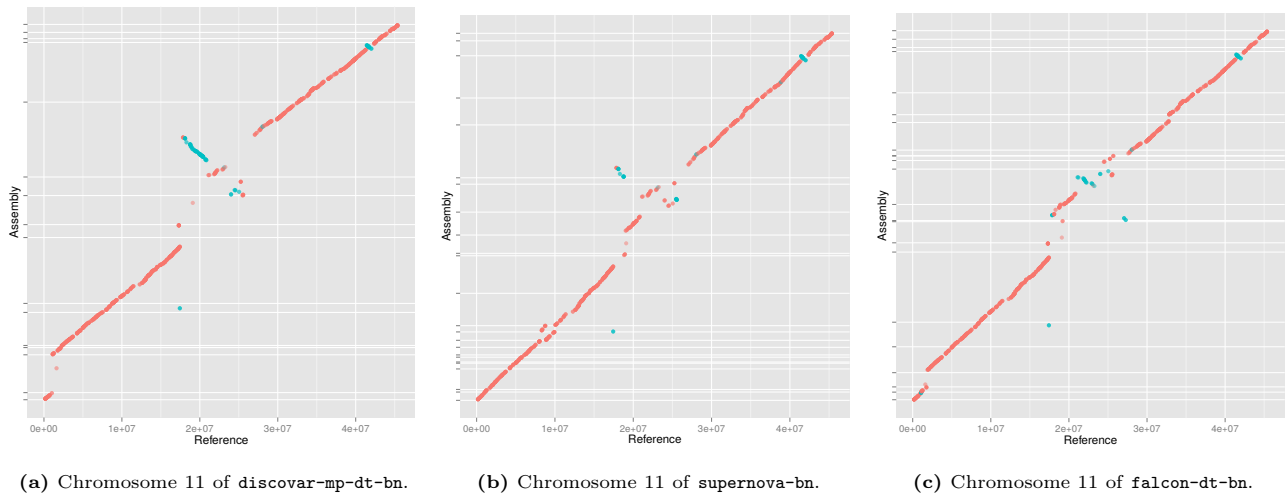 Assembly
0e+00 1e+07 2e+07 3e+07 4e+07
Reference
Assembly
0e+00 1e+07 2e+07 3e+07 4e+07
Reference
Assembly
0e+00 1e+07 2e+07 3e+07 4e+07
Reference
(a) Chromosome 11 of discovar-mp-dt-bn.
(b) Chromosome 11 of supernova-bn.
(c) Chromosome 11 of falcon-dt-bn.